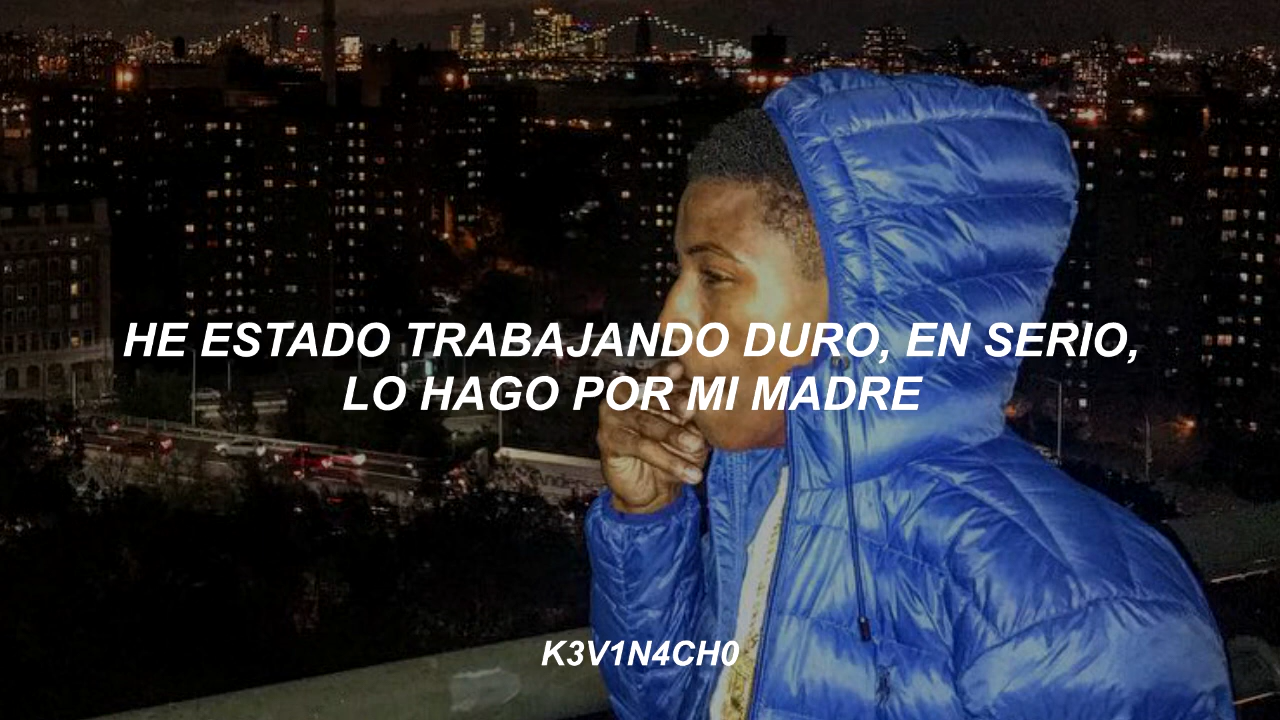 HE ESTADO TRABAJANDO DURO, EN SERIO,
LO HAGO POR MI MADRE
K3V1N4CH0